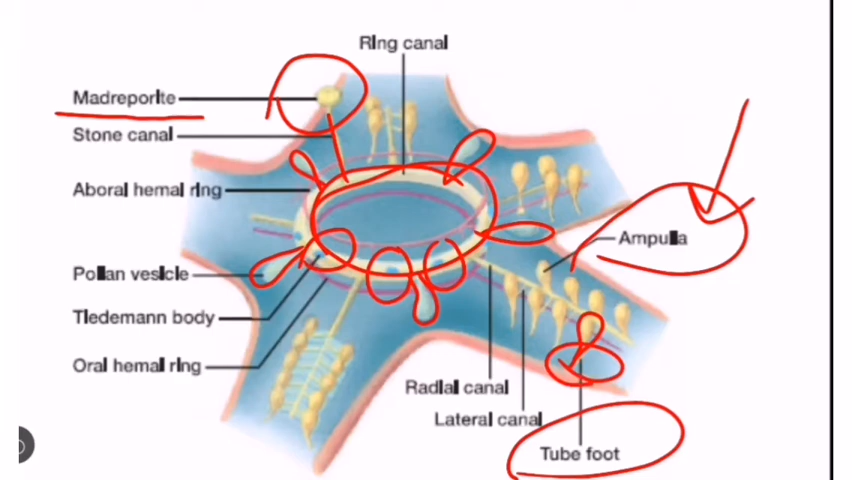 Ring canal
Madreporite
Stone canal
Aboral hemal ring
Ampulla
Polian vesicle
Tiedemann body
Oral hemal ring
Radial canal
Lateral canal
Tube foot